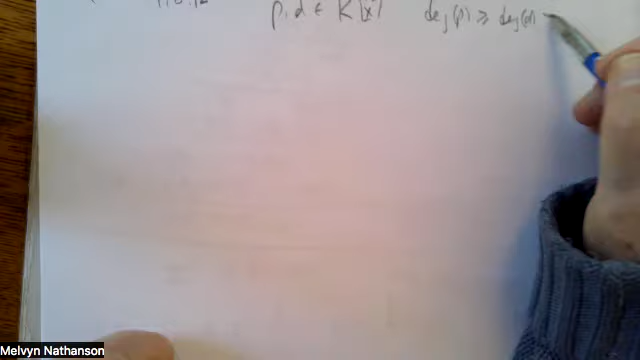 p, d ∈ K[x] deg(p) ≥ deg(d)
Melvyn Nathanson